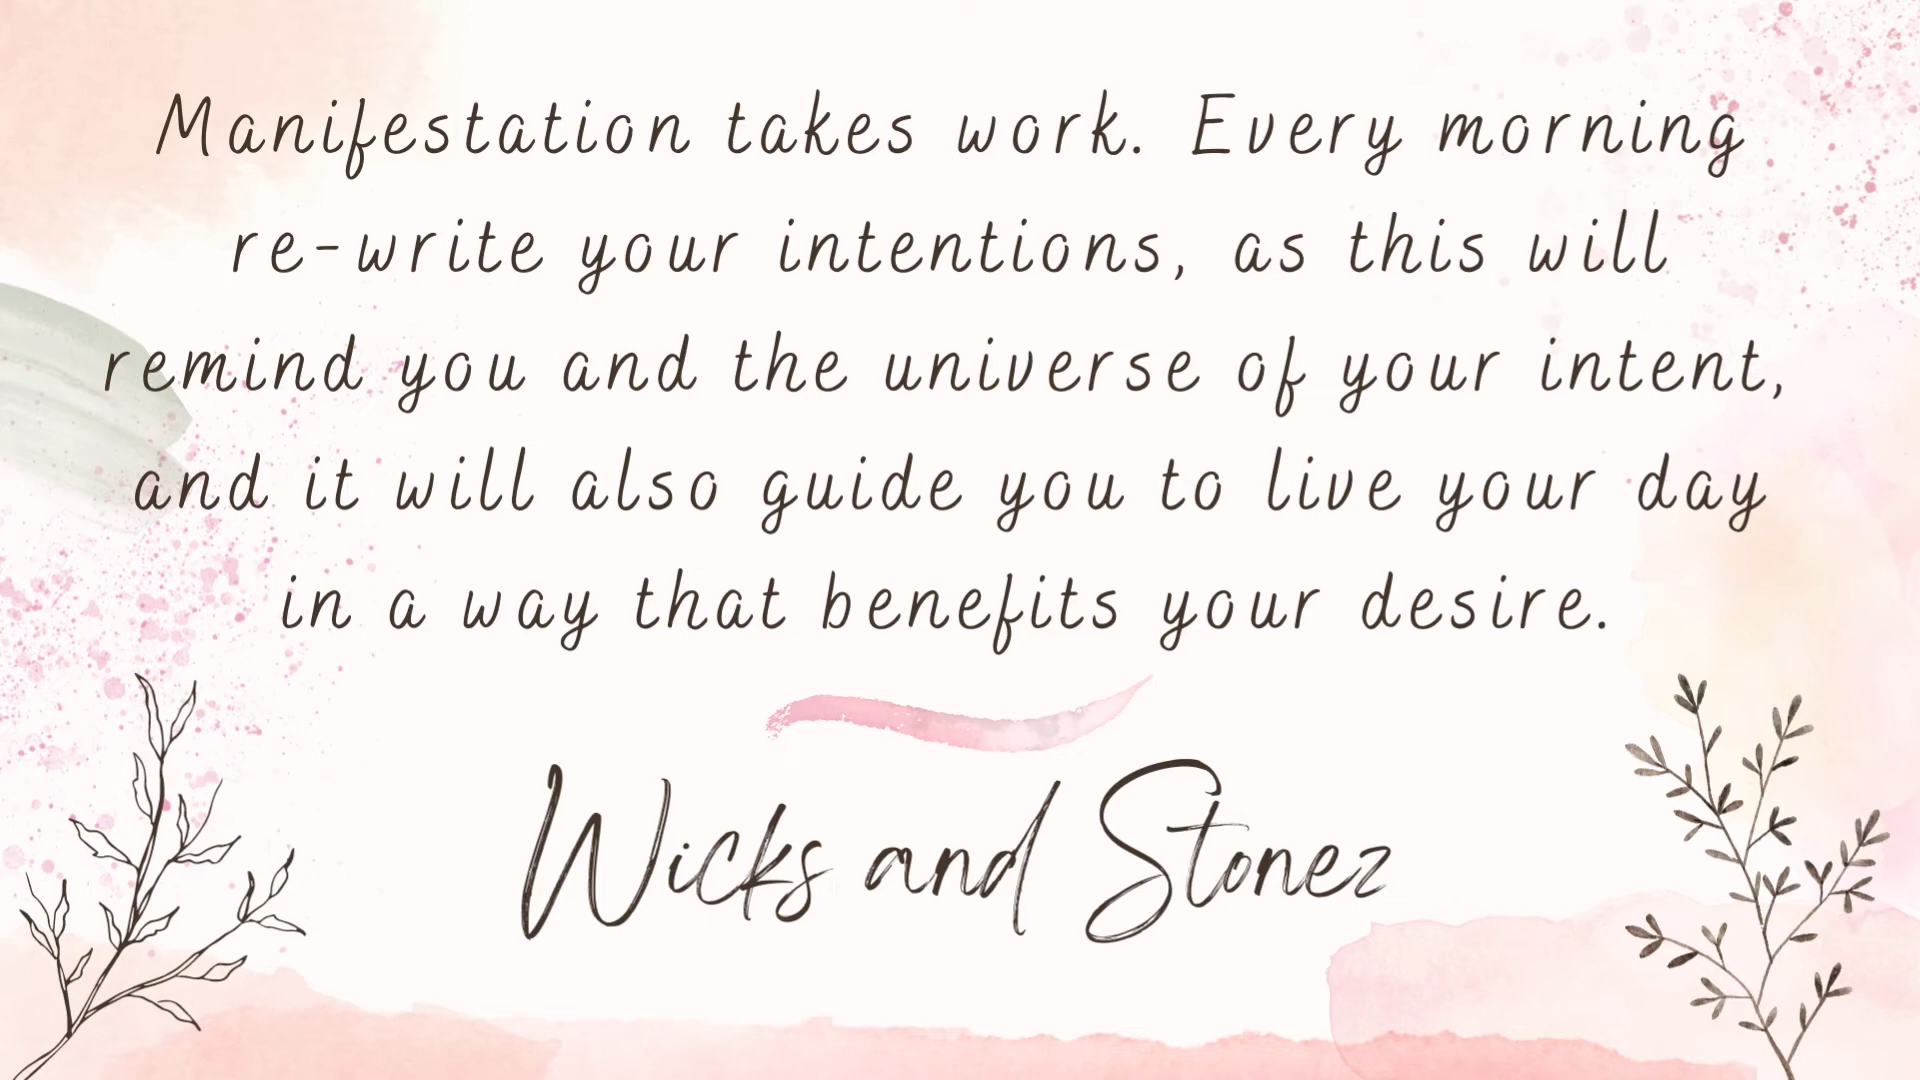 Manifestation takes work. Every morning
re-write your intentions, as this will
remind you and the universe of your intent,
and it will also guide you to live your day
in a way that benefits your desire.
Wicks and Stonez